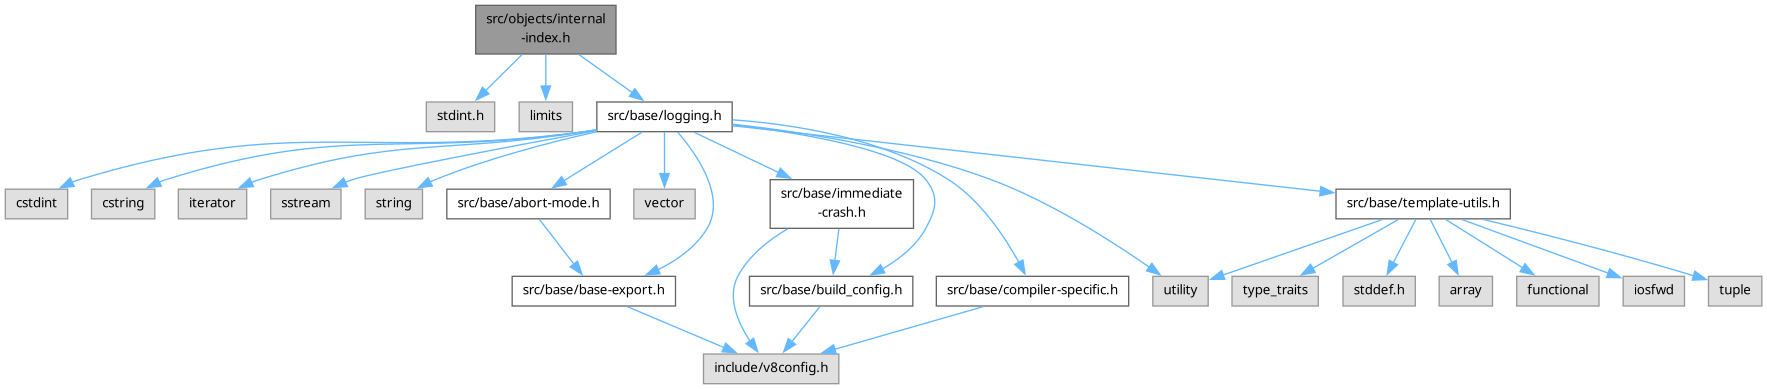 src/objects/internal
-index.h
stdint.h
limits
src/base/logging.h
cstdint
cstring
iterator
sstream
string
src/base/abort-mode.h
vector
src/base/immediate
-crash.h
src/base/template-utils.h
src/base/base-export.h
src/base/build_config.h
src/base/compiler-specific.h
utility
type_traits
stddef.h
array
functional
iosfwd
tuple
include/v8config.h